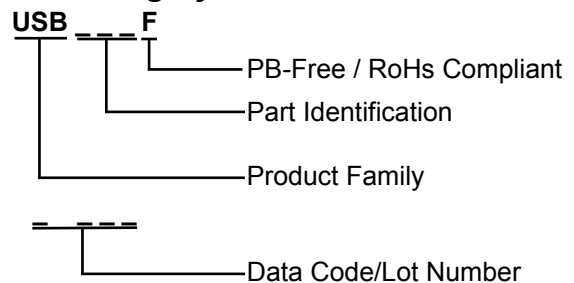 USB _ _ _ F
PB-Free / RoHs Compliant
Part Identification
Product Family
_ _ _ _
Data Code/Lot Number